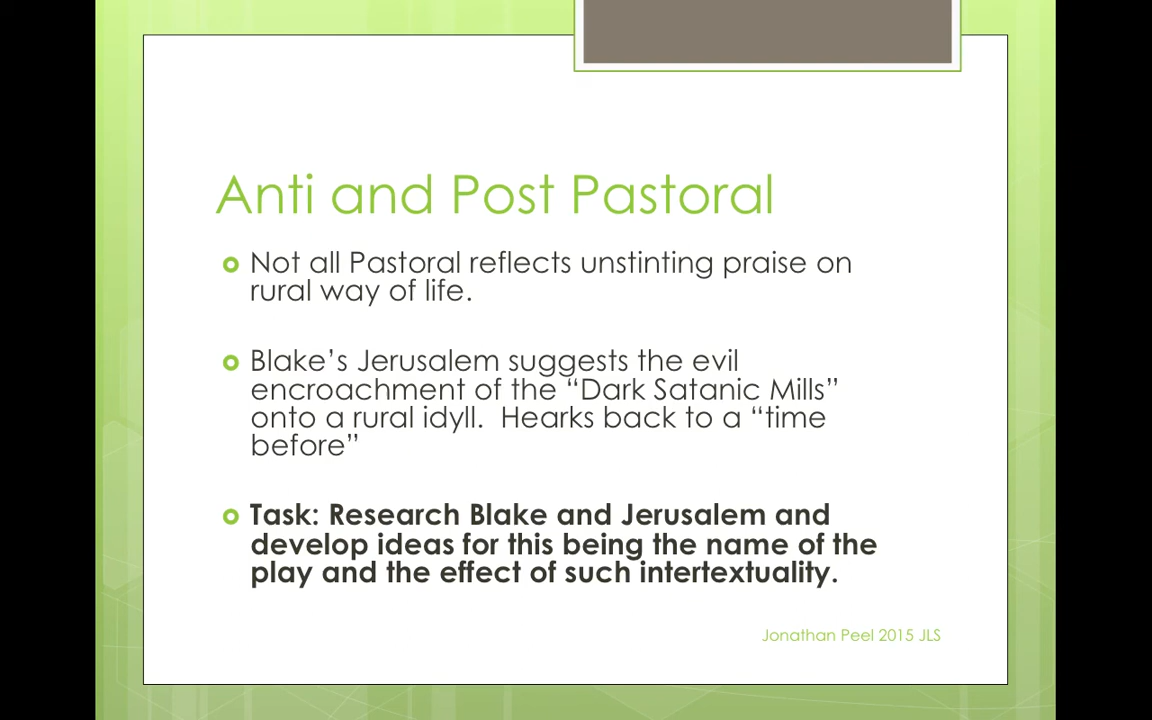 Anti and Post Pastoral
Not all Pastoral reflects unstinting praise on
rural way of life.
Blake’s Jerusalem suggests the evil
encroachment of the “Dark Satanic Mills”
onto a rural idyll.  Hearks back to a “time
before”
Task: Research Blake and Jerusalem and
develop ideas for this being the name of the
play and the effect of such intertextuality.
Jonathan Peel 2015 JLS